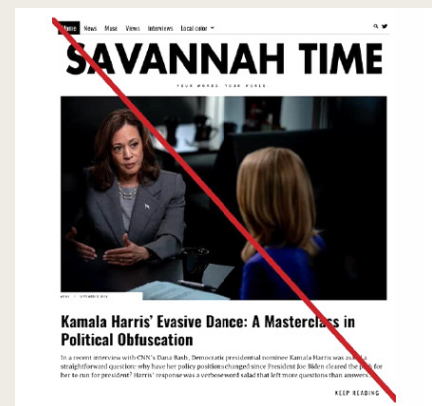 Home News Muse Views Interviews Local color
SAVANNAH TIME
YOUR WORDS. YOUR WORLD.
Kamala Harris' Evasive Dance: A Masterclass in
Political Obfuscation
In a recent interview with CNN's Dana Bash, Democratic presidential nominee Kamala Harris was asked a
straightforward question: why have her policy positions changed since President Joe Biden cleared the path for
her to run for president? Harris' response was a verbose word salad that left more questions than answers.
KEEP READING